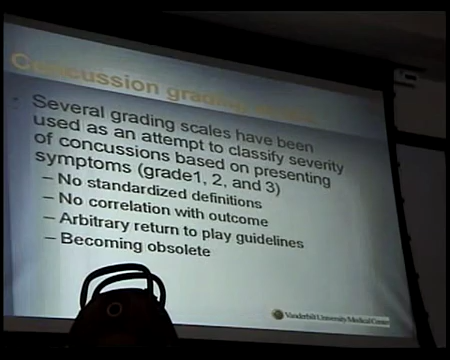 Concussion grading
• Several grading scales have been
used as an attempt to classify severity
of concussions based on presenting
symptoms (grade1, 2, and 3)
– No standardized definitions
– No correlation with outcome
– Arbitrary return to play guidelines
– Becoming obsolete
Vanderbilt University Medical Center